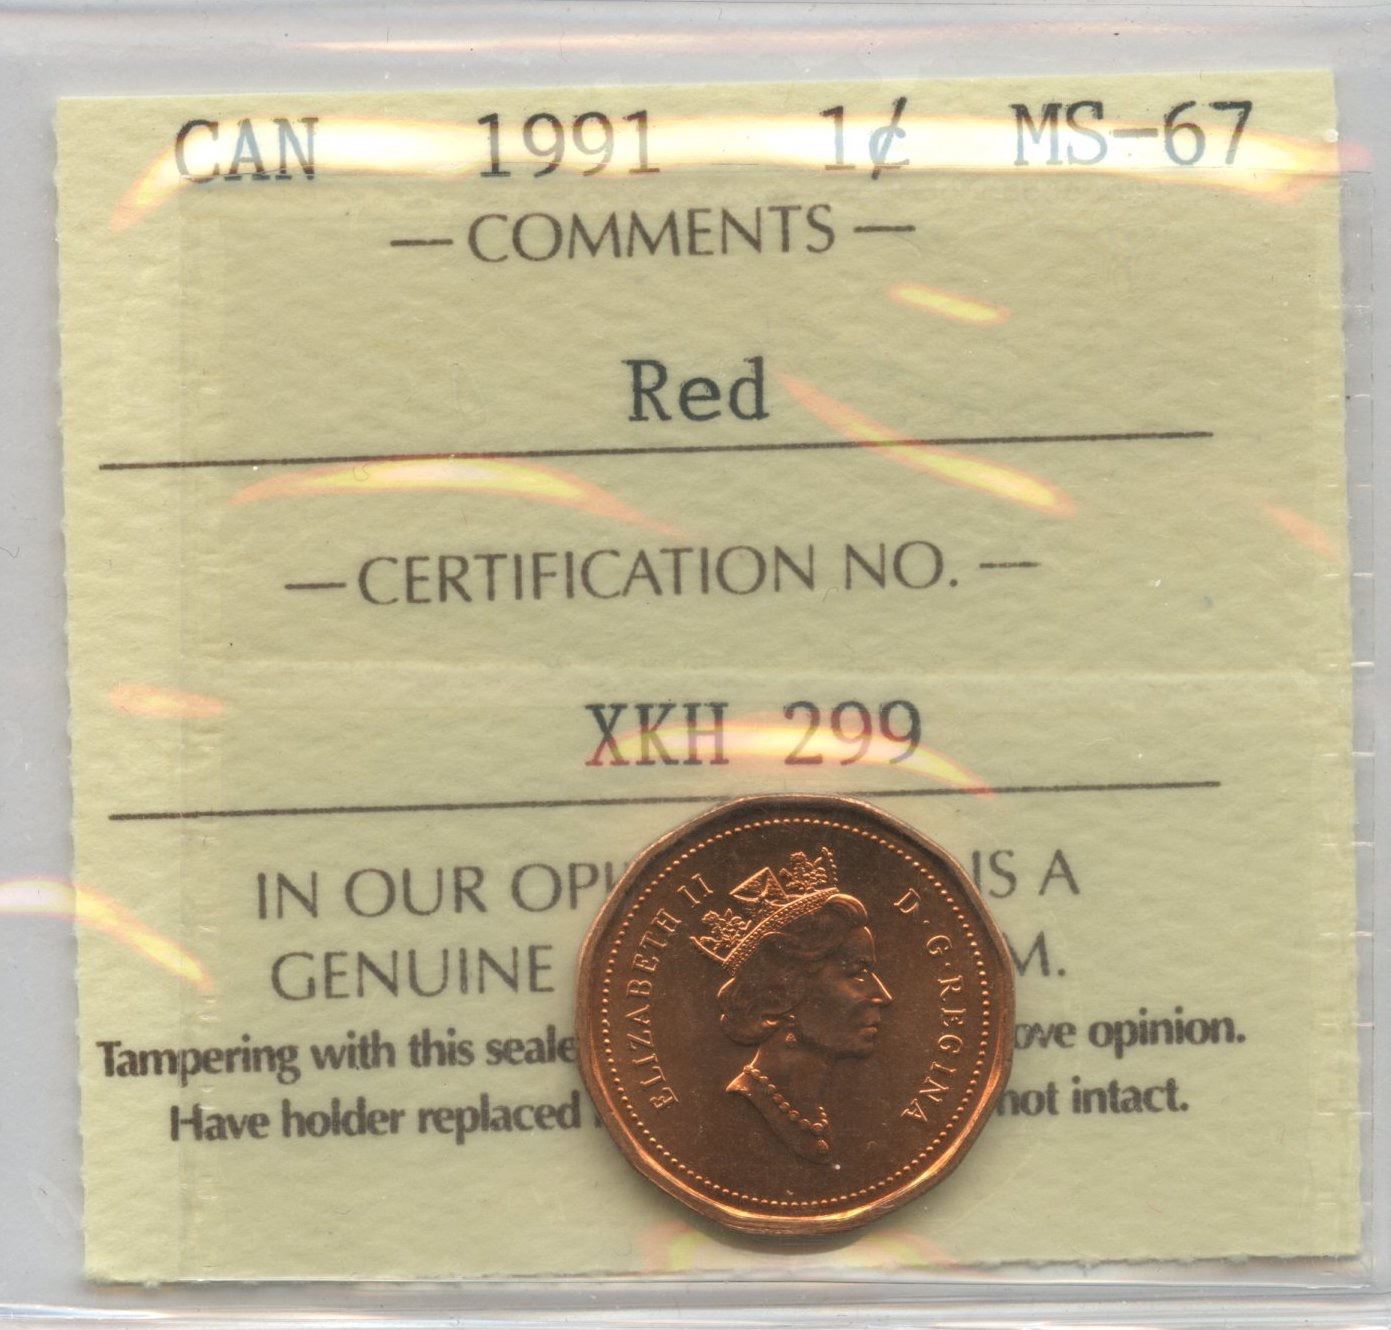 CAN 1991 1¢ MS-67
— COMMENTS —
Red
— CERTIFICATION NO. —
XKH 299
IN OUR OPI IS A
GENUINE M.
Tampering with this seale ove opinion.
Have holder replaced not intact.
ELIZABETH II D·G·REGINA